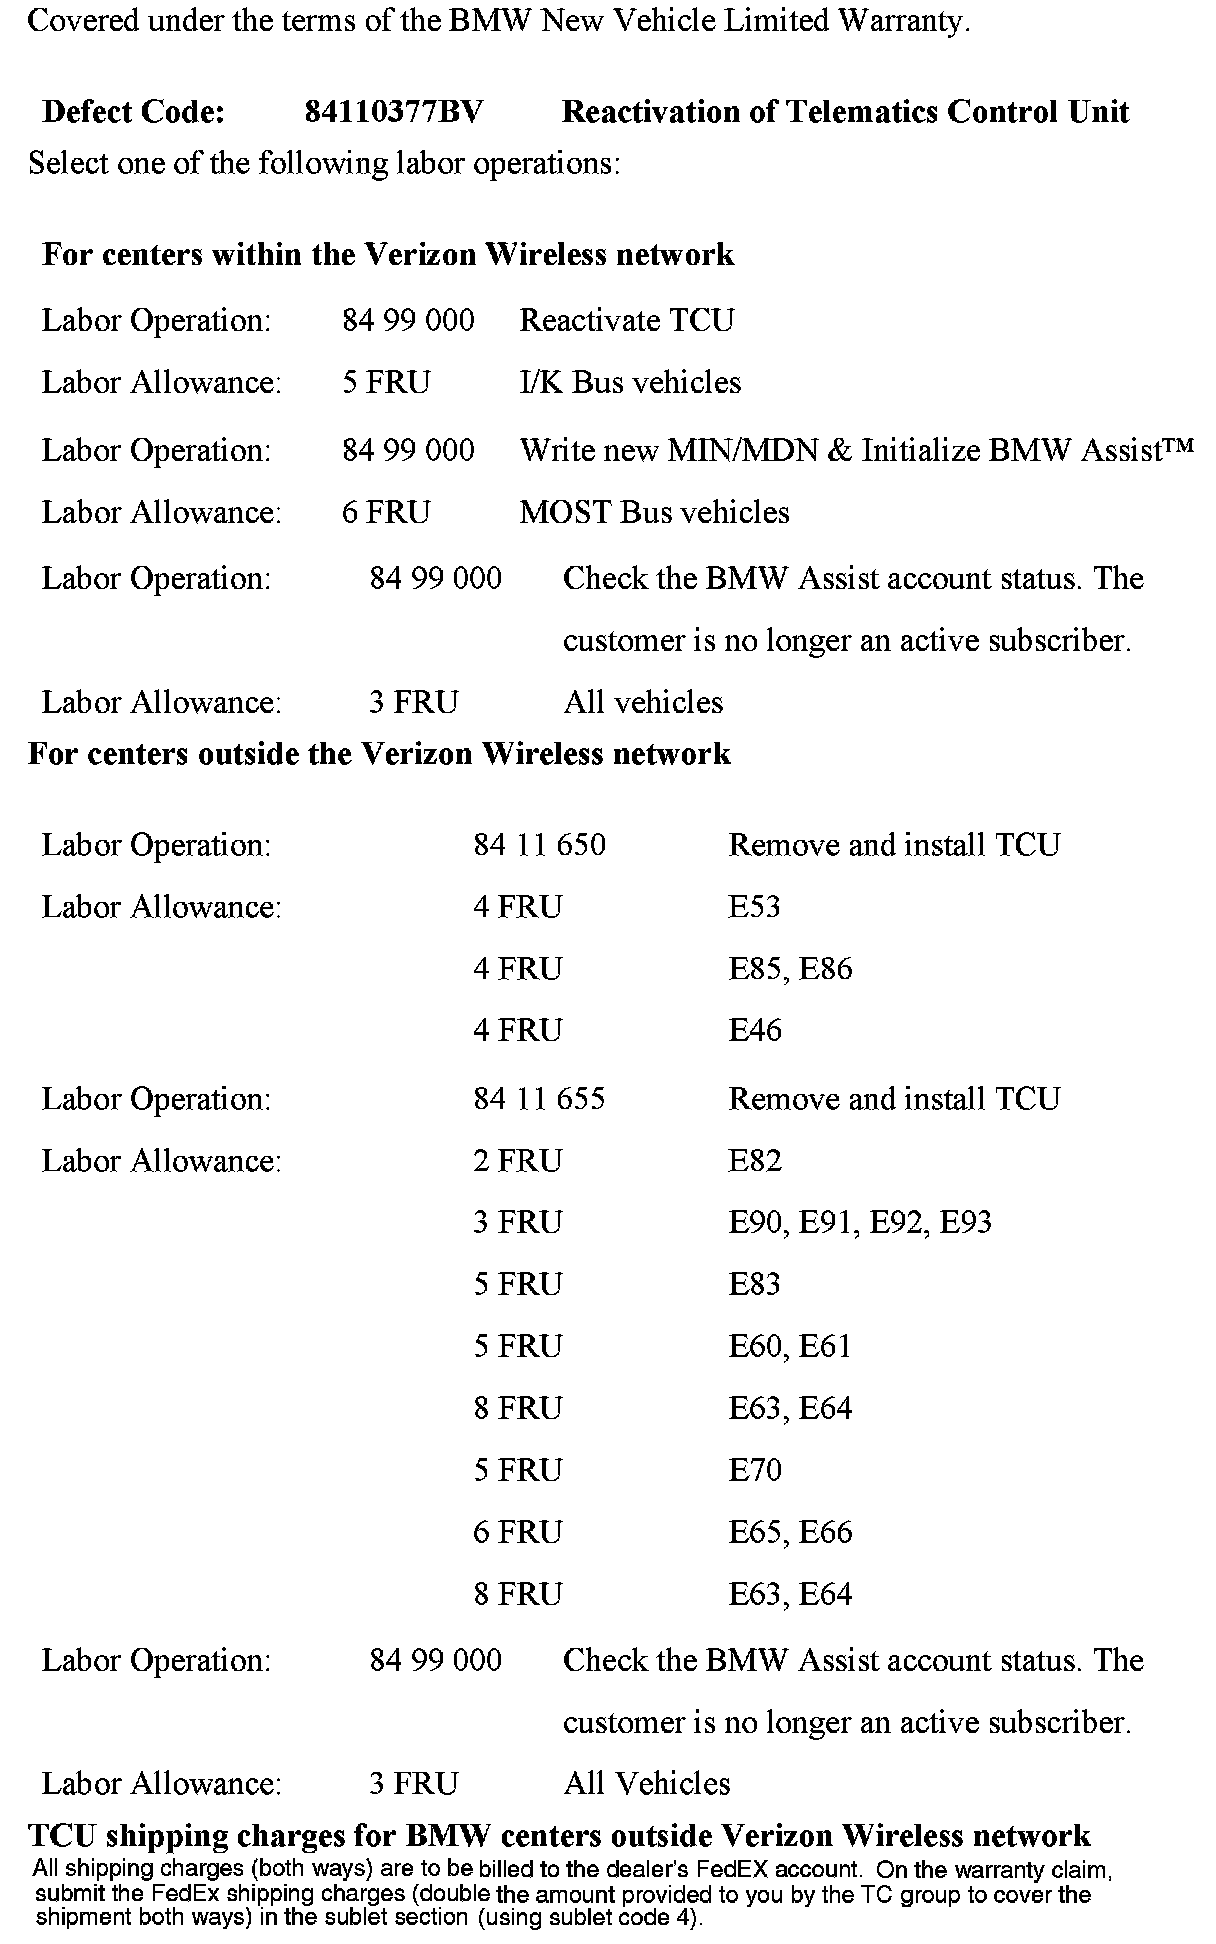 Covered under the terms of the BMW New Vehicle Limited Warranty.
Defect Code: 84110377BV Reactivation of Telematics Control Unit
Select one of the following labor operations:
For centers within the Verizon Wireless network
Labor Operation: 84 99 000 Reactivate TCU
Labor Allowance: 5 FRU I/K Bus vehicles
Labor Operation: 84 99 000 Write new MIN/MDN & Initialize BMW Assist™
Labor Allowance: 6 FRU MOST Bus vehicles
Labor Operation: 84 99 000 Check the BMW Assist account status. The
customer is no longer an active subscriber.
Labor Allowance: 3 FRU All vehicles
For centers outside the Verizon Wireless network
Labor Operation: 84 11 650 Remove and install TCU
Labor Allowance: 4 FRU E53
4 FRU E85, E86
4 FRU E46
Labor Operation: 84 11 655 Remove and install TCU
Labor Allowance: 2 FRU E82
3 FRU E90, E91, E92, E93
5 FRU E83
5 FRU E60, E61
8 FRU E63, E64
5 FRU E70
6 FRU E65, E66
8 FRU E63, E64
Labor Operation: 84 99 000 Check the BMW Assist account status. The
customer is no longer an active subscriber.
Labor Allowance: 3 FRU All Vehicles
TCU shipping charges for BMW centers outside Verizon Wireless network
All shipping charges (both ways) are to be billed to the dealer's FedEX account. On the warranty claim,
submit the FedEx shipping charges (double the amount provided to you by the TC group to cover the
shipment both ways) in the sublet section (using sublet code 4).